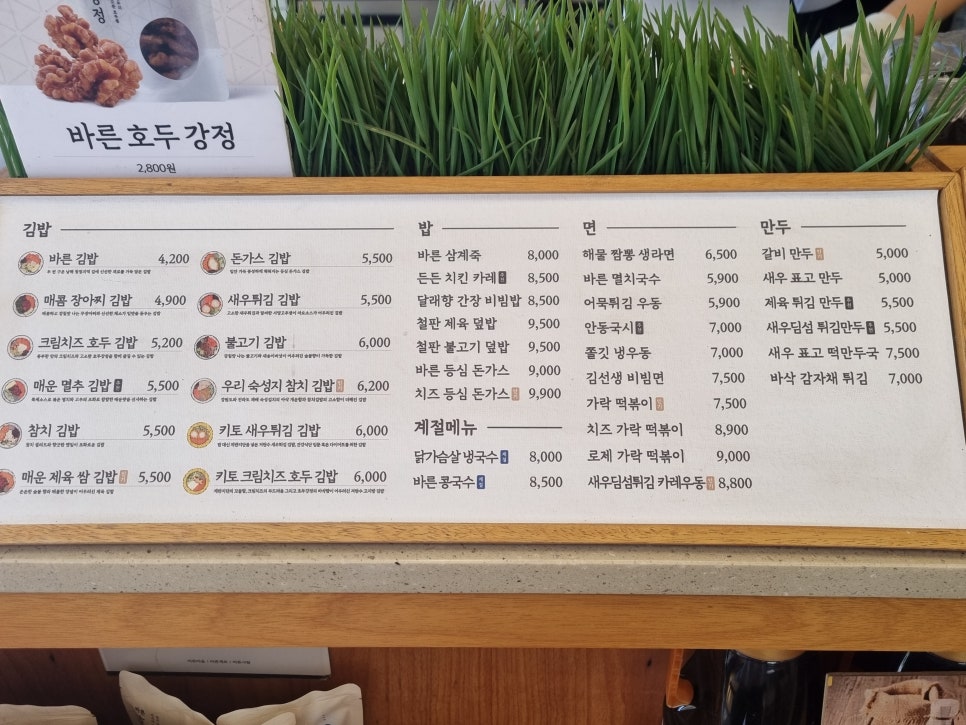 정
바른 호두 강정
2,800원
김밥
바른 김밥 4,200
매콤 장아찌 김밥 4,900
크림치즈 호두 김밥 5,200
매운 멸추 김밥 5,500
참치 김밥 5,500
매운 제육 쌈 김밥 5,500
돈가스 김밥 5,500
새우튀김 김밥 5,500
불고기 김밥 6,000
우리 숙성지 참치 김밥 6,200
키토 새우튀김 김밥 6,000
키토 크림치즈 호두 김밥 6,000
밥
바른 삼계죽 8,000
든든 치킨 카레 8,500
달래향 간장 비빔밥 8,500
철판 제육 덮밥 9,500
철판 불고기 덮밥 9,500
바른 등심 돈가스 9,000
치즈 등심 돈가스 9,900
계절메뉴
닭가슴살 냉국수 8,000
바른 콩국수 8,500
면
해물 짬뽕 생라면 6,500
바른 멸치국수 5,900
어묵튀김 우동 5,900
안동국시 7,000
쫄깃 냉우동 7,000
김선생 비빔면 7,500
가락 떡볶이 7,500
치즈 가락 떡볶이 8,900
로제 가락 떡볶이 9,000
새우딤섬튀김 카레우동 8,800
만두
갈비 만두 5,000
새우 표고 만두 5,000
제육 튀김 만두 5,500
새우딤섬 튀김만두 5,500
새우 표고 떡만두국 7,500
바삭 감자채 튀김 7,000